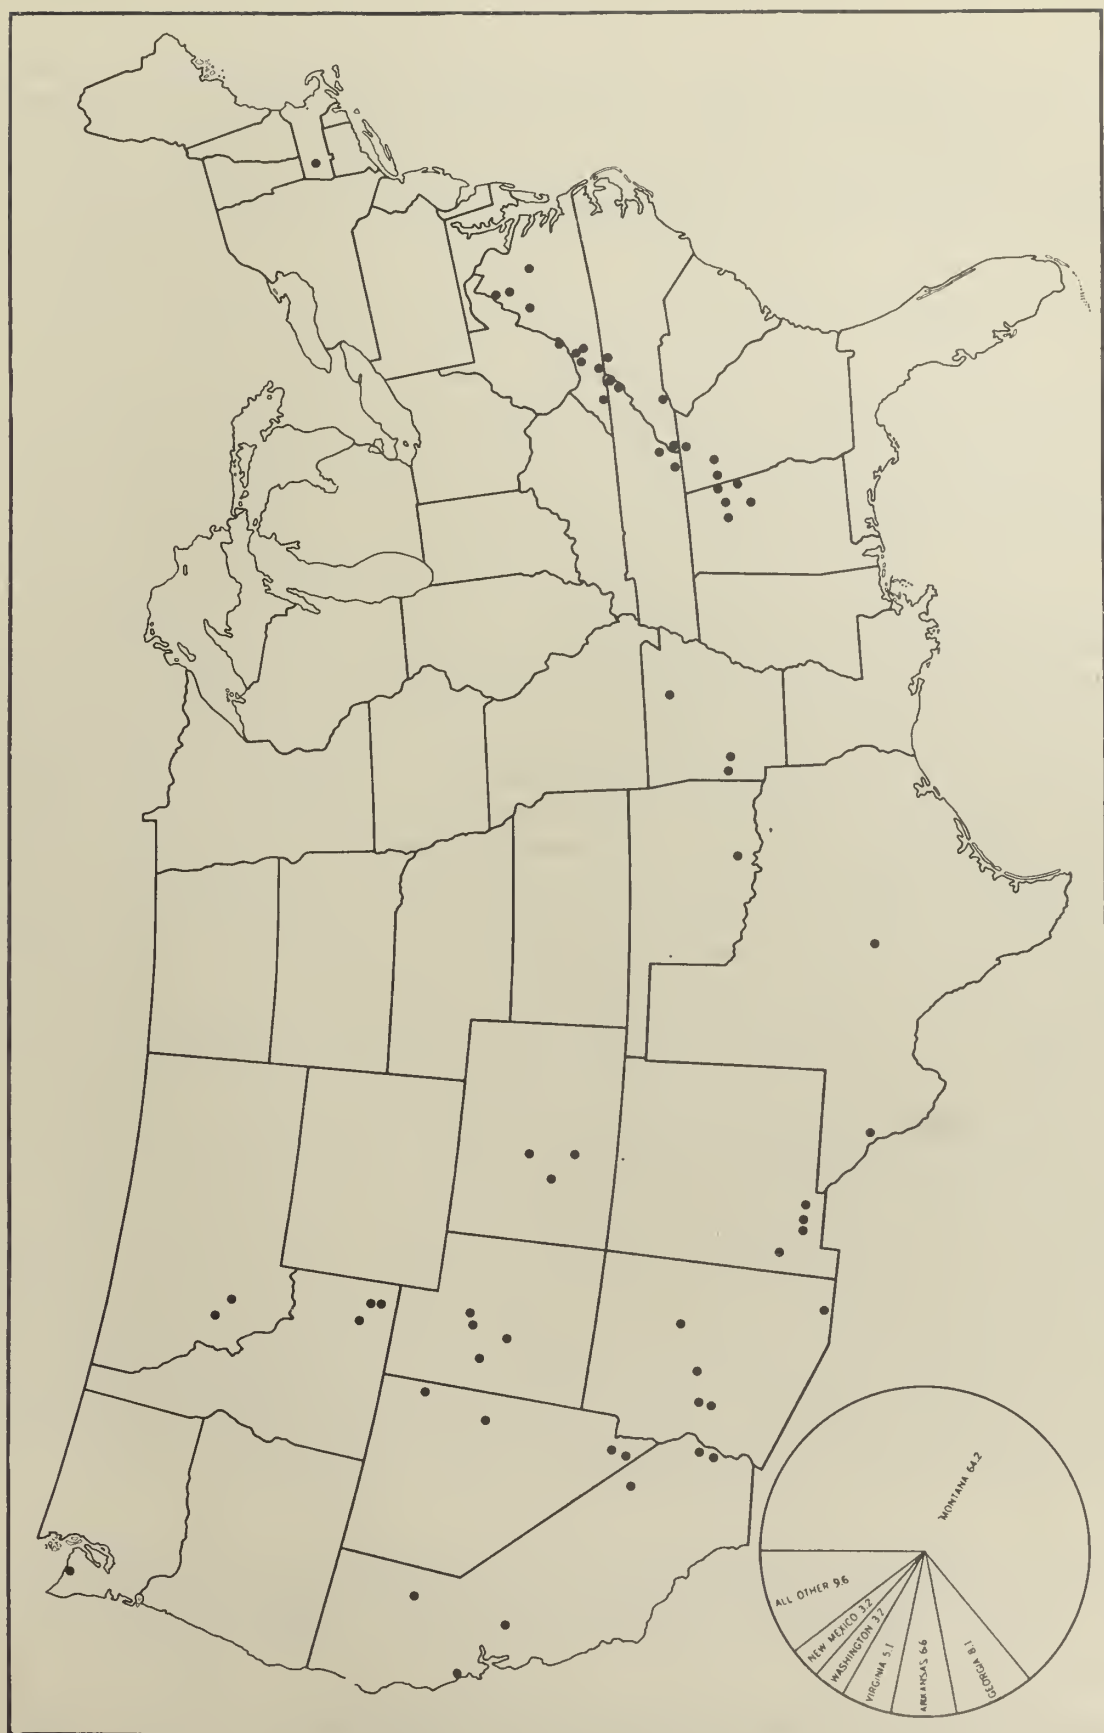 MONTANA 64.2
GEORGIA 8.1
ARKANSAS 6.6
VIRGINIA 5.1
WASHINGTON 3.2
NEW MEXICO 3.2
ALL OTHER 9.6